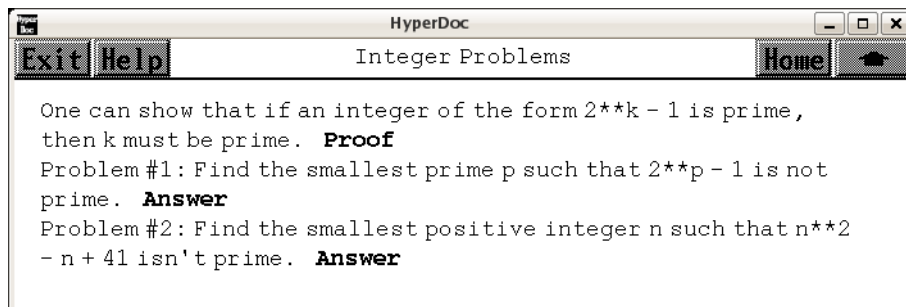 Hyper Doc
HyperDoc
Exit Help Integer Problems Home
One can show that if an integer of the form 2**k - 1 is prime,
then k must be prime. Proof
Problem #1: Find the smallest prime p such that 2**p - 1 is not
prime. Answer
Problem #2: Find the smallest positive integer n such that n**2
- n + 41 isn't prime. Answer